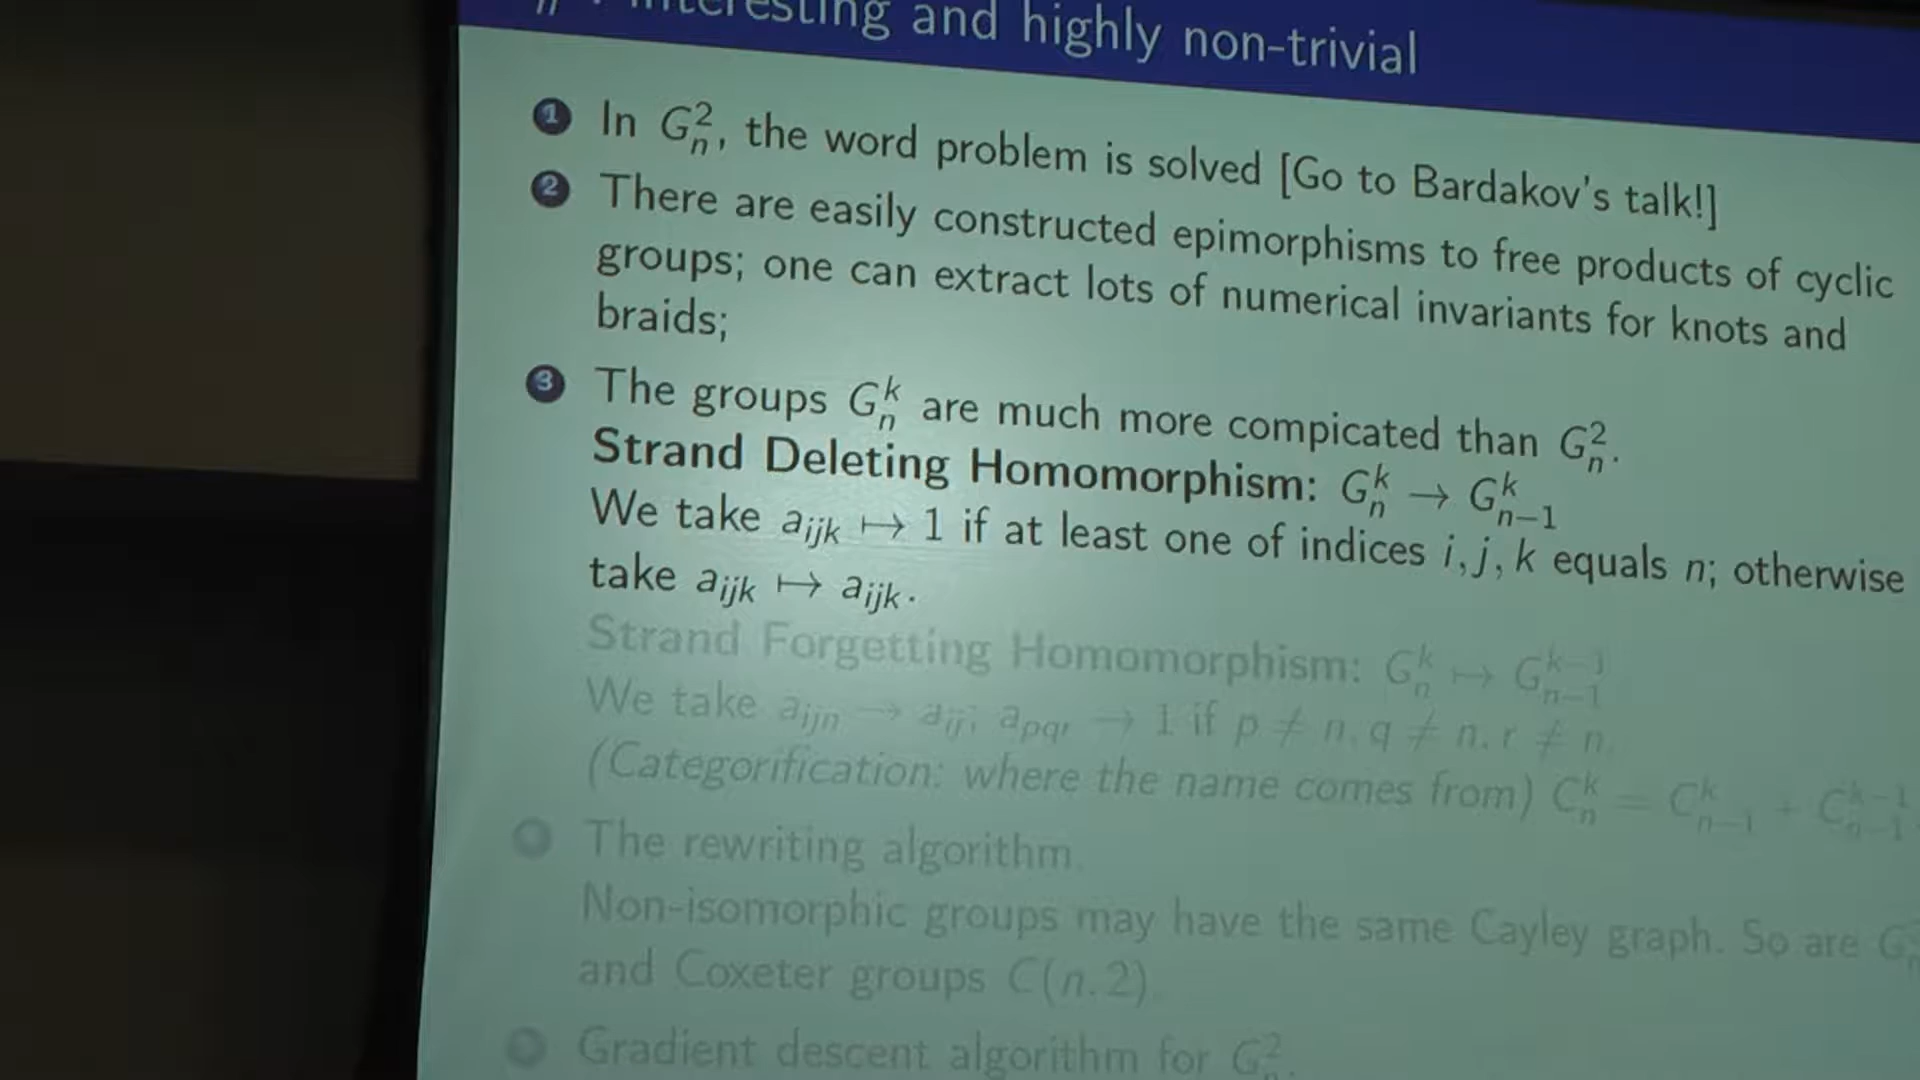 interesting and highly non-trivial
1 In G_n^2, the word problem is solved [Go to Bardakov's talk!]
2 There are easily constructed epimorphisms to free products of cyclic
groups; one can extract lots of numerical invariants for knots and
braids;
3 The groups G_n^k are much more compicated than G_n^2.
Strand Deleting Homomorphism: G_n^k → G_{n-1}^k
We take a_{ijk} ↦ 1 if at least one of indices i, j, k equals n; otherwise
take a_{ijk} ↦ a_{ijk}.
Strand Forgetting Homomorphism: G_n^k ↦ G_{n-1}^{k-1}
We take a_{ijn} → a_{ij}; a_{pqr} → 1 if p ≠ n, q ≠ n, r ≠ n.
(Categorification: where the name comes from) C_n^k = C_{n-1}^k + C_{n-1}^{k-1}
The rewriting algorithm.
Non-isomorphic groups may have the same Cayley graph. So are
and Coxeter groups C(n, 2).
Gradient descent algorithm for G_n^2.